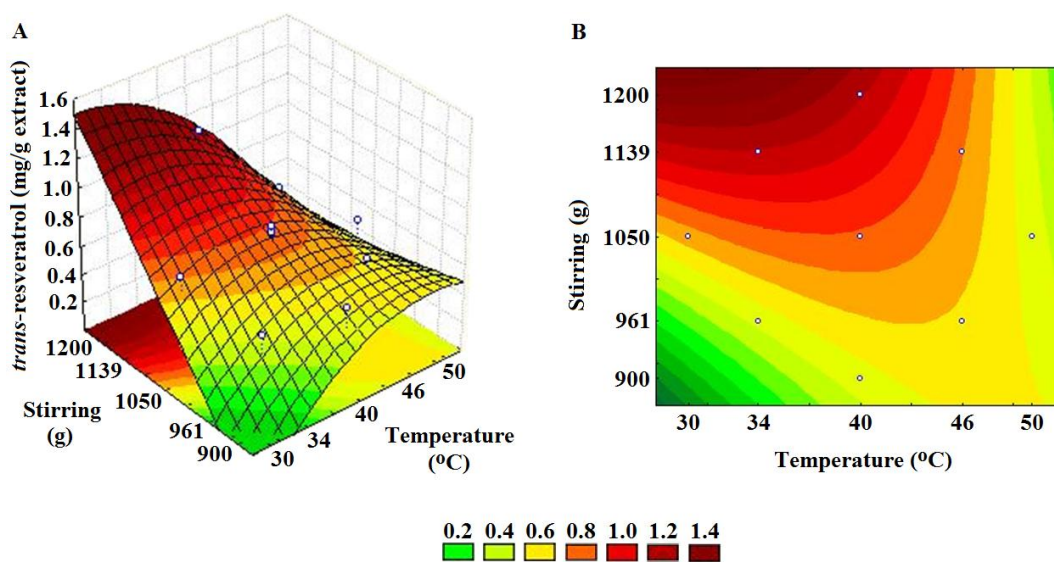 A
trans-resveratrol (mg/g extract)
1.6
1.4
1.2
1.0
0.8
0.6
0.4
0.2
1200
1139
1050
961
900
Stirring
(g)
30
34
40
46
50
Temperature
(ºC)
B
Stirring (g)
1200
1139
1050
961
900
30 34 40 46 50
Temperature (ºC)
0.2 0.4 0.6 0.8 1.0 1.2 1.4